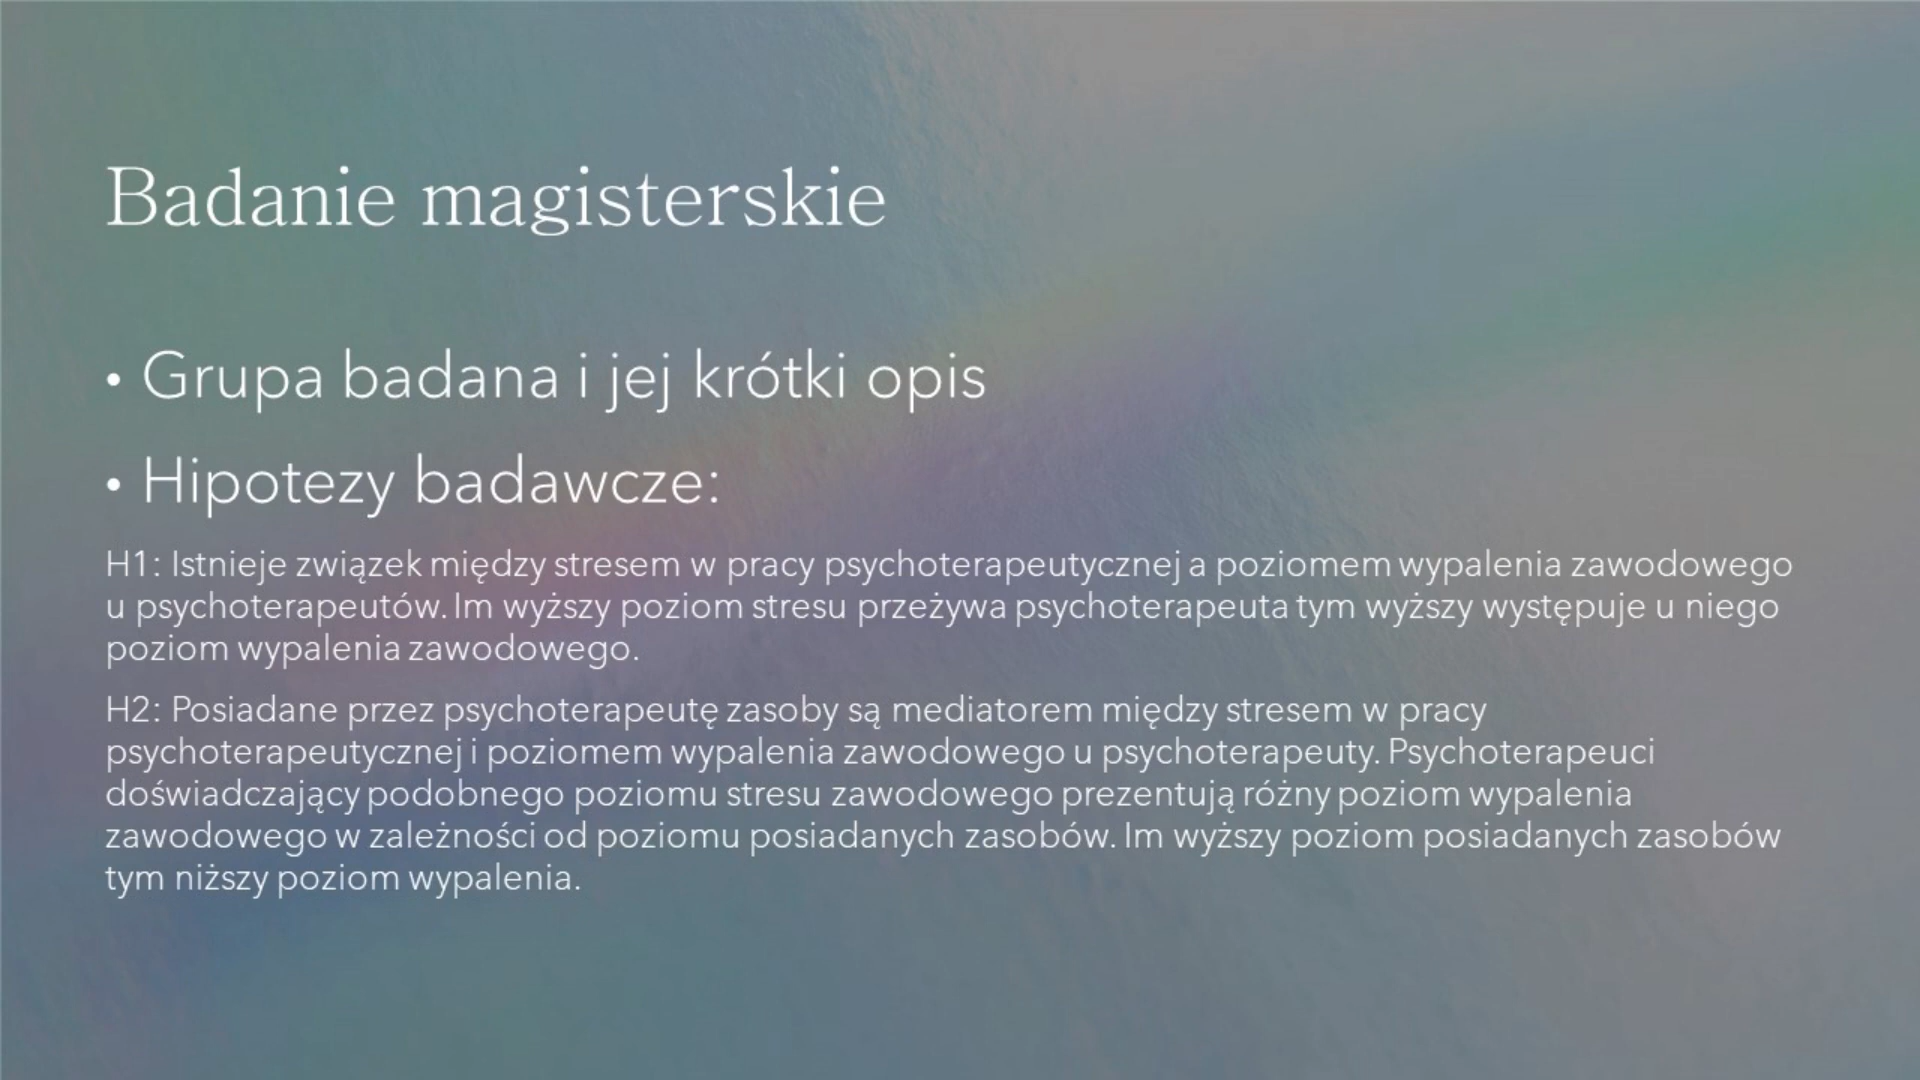 Badanie magisterskie
• Grupa badana i jej krótki opis
• Hipotezy badawcze:
H1: Istnieje związek między stresem w pracy psychoterapeutycznej a poziomem wypalenia zawodowego
u psychoterapeutów. Im wyższy poziom stresu przeżywa psychoterapeuta tym wyższy występuje u niego
poziom wypalenia zawodowego.
H2: Posiadane przez psychoterapeutę zasoby są mediatorem między stresem w pracy
psychoterapeutycznej i poziomem wypalenia zawodowego u psychoterapeuty. Psychoterapeuci
doświadczający podobnego poziomu stresu zawodowego prezentują różny poziom wypalenia
zawodowego w zależności od poziomu posiadanych zasobów. Im wyższy poziom posiadanych zasobów
tym niższy poziom wypalenia.